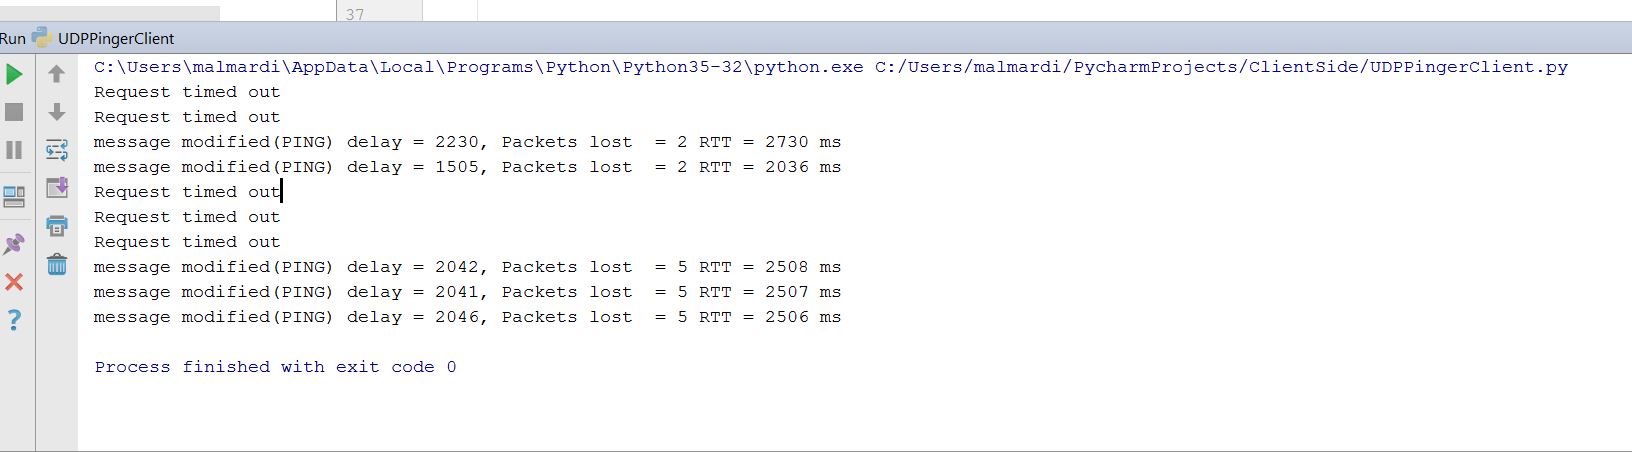 37
Run UDPPingerClient
C:\Users\malmardi\AppData\Local\Programs\Python\Python35-32\python.exe C:/Users/malmardi/PycharmProjects/ClientSide/UDPPingerClient.py
Request timed out
Request timed out
message modified(PING) delay = 2230, Packets lost  = 2 RTT = 2730 ms
message modified(PING) delay = 1505, Packets lost  = 2 RTT = 2036 ms
Request timed out
Request timed out
Request timed out
message modified(PING) delay = 2042, Packets lost  = 5 RTT = 2508 ms
message modified(PING) delay = 2041, Packets lost  = 5 RTT = 2507 ms
message modified(PING) delay = 2046, Packets lost  = 5 RTT = 2506 ms
Process finished with exit code 0